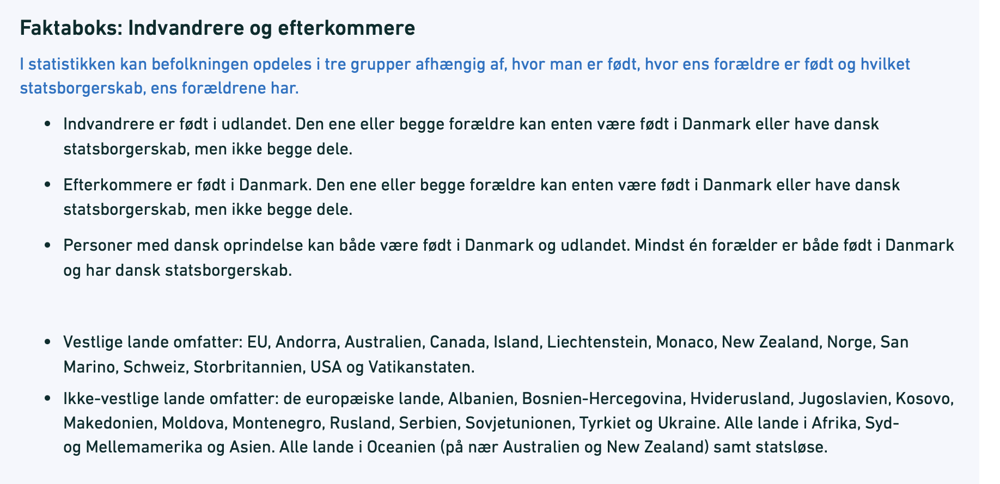 Faktaboks: Indvandrere og efterkommere
I statistikken kan befolkningen opdeles i tre grupper afhængig af, hvor man er født, hvor ens forældre er født og hvilket
statsborgerskab, ens forældrene har.
• Indvandrere er født i udlandet. Den ene eller begge forældre kan enten være født i Danmark eller have dansk
statsborgerskab, men ikke begge dele.
• Efterkommere er født i Danmark. Den ene eller begge forældre kan enten være født i Danmark eller have dansk
statsborgerskab, men ikke begge dele.
• Personer med dansk oprindelse kan både være født i Danmark og udlandet. Mindst én forælder er både født i Danmark
og har dansk statsborgerskab.
• Vestlige lande omfatter: EU, Andorra, Australien, Canada, Island, Liechtenstein, Monaco, New Zealand, Norge, San
Marino, Schweiz, Storbritannien, USA og Vatikanstaten.
• Ikke-vestlige lande omfatter: de europæiske lande, Albanien, Bosnien-Hercegovina, Hviderusland, Jugoslavien, Kosovo,
Makedonien, Moldova, Montenegro, Rusland, Serbien, Sovjetunionen, Tyrkiet og Ukraine. Alle lande i Afrika, Syd-
og Mellemamerika og Asien. Alle lande i Oceanien (på nær Australien og New Zealand) samt statsløse.